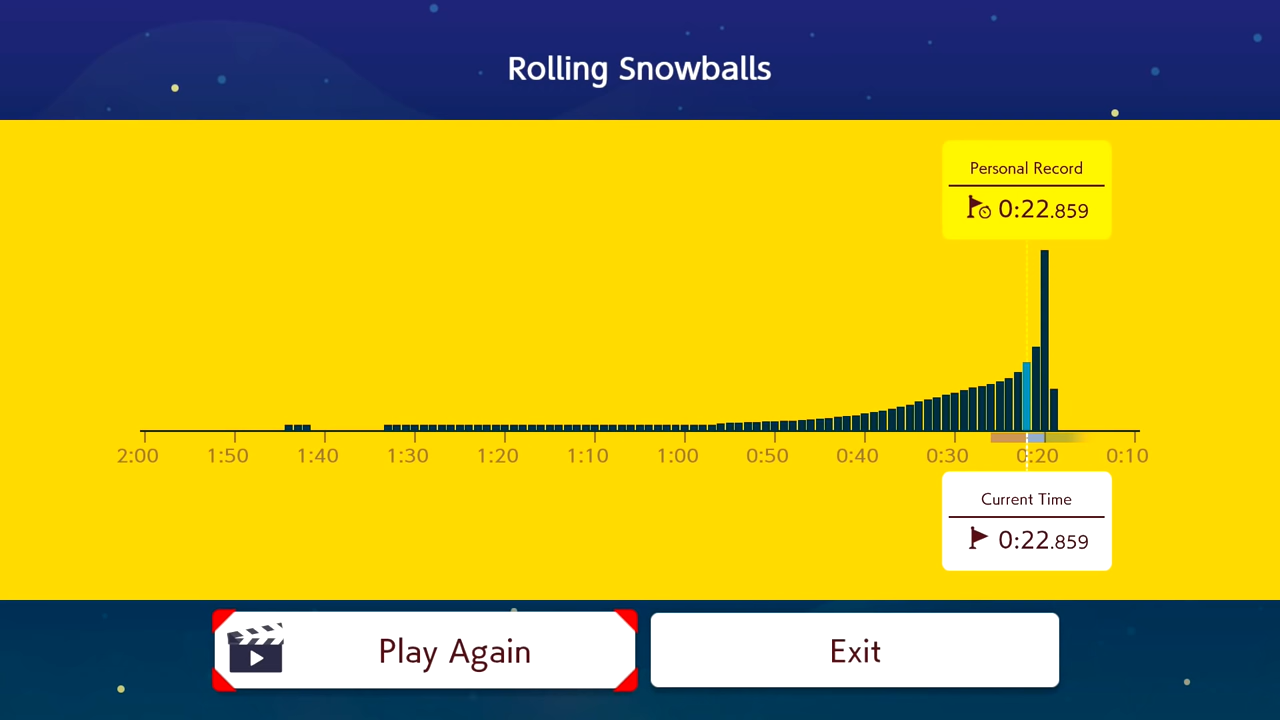 Rolling Snowballs
Personal Record
0:22.859
2:00 1:50 1:40 1:30 1:20 1:10 1:00 0:50 0:40 0:30 0:20 0:10
Current Time
0:22.859
Play Again
Exit